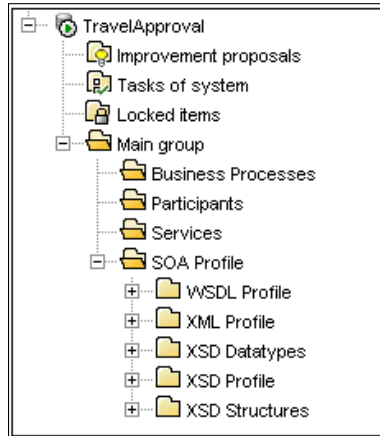 TravelApproval
Improvement proposals
Tasks of system
Locked items
Main group
Business Processes
Participants
Services
SOA Profile
WSDL Profile
XML Profile
XSD Datatypes
XSD Profile
XSD Structures